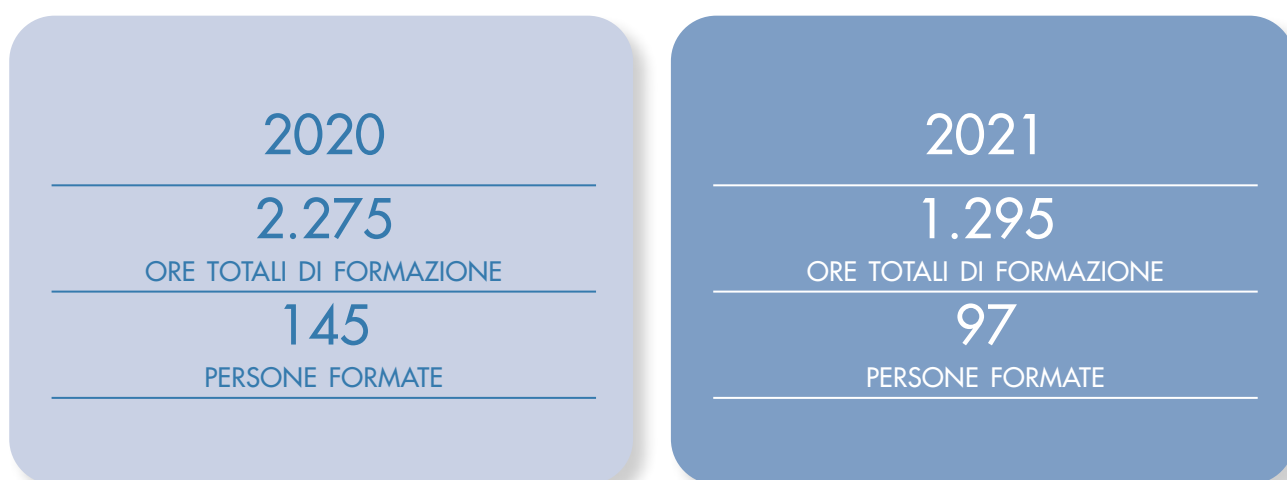 2020
2.275
ORE TOTALI DI FORMAZIONE
145
PERSONE FORMATE
2021
1.295
ORE TOTALI DI FORMAZIONE
97
PERSONE FORMATE